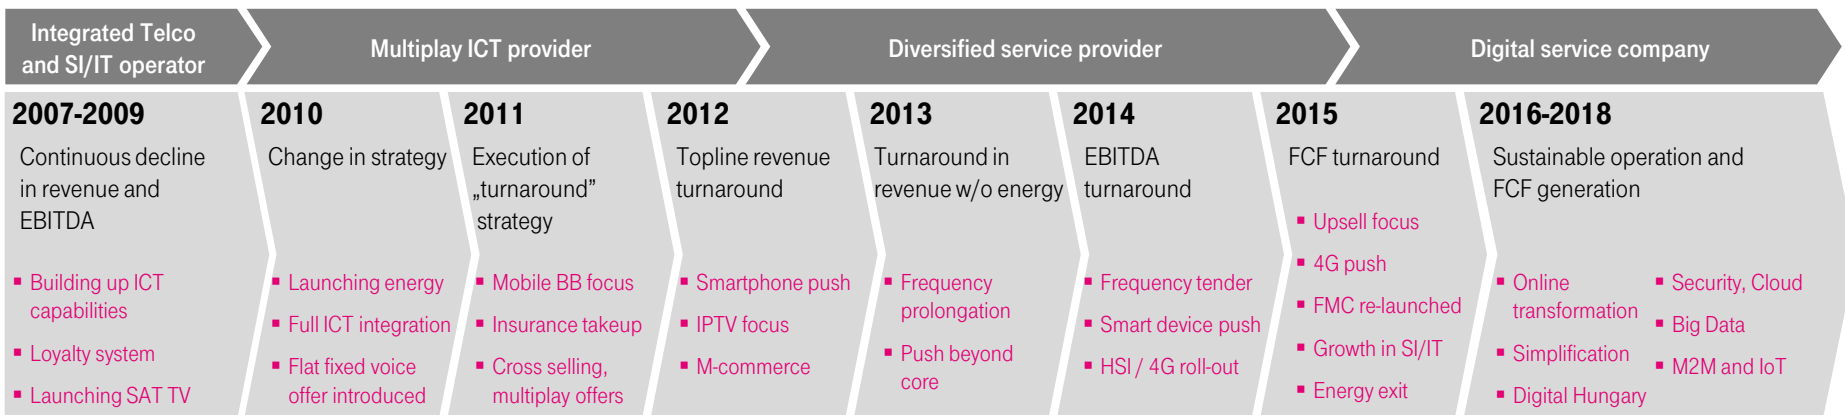 Integrated Telco
and SI/IT operator
Multiplay ICT provider
Diversified service provider
Digital service company
2007-2009
Continuous decline
in revenue and
EBITDA
▪ Building up ICT
capabilities
▪ Loyalty system
▪ Launching SAT TV
2010
Change in strategy
▪ Launching energy
▪ Full ICT integration
▪ Flat fixed voice
offer introduced
2011
Execution of
„turnaround”
strategy
▪ Mobile BB focus
▪ Insurance takeup
▪ Cross selling,
multiplay offers
2012
Topline revenue
turnaround
▪ Smartphone push
▪ IPTV focus
▪ M-commerce
2013
Turnaround in
revenue w/o energy
▪ Frequency
prolongation
▪ Push beyond
core
2014
EBITDA
turnaround
▪ Frequency tender
▪ Smart device push
▪ HSI / 4G roll-out
2015
FCF turnaround
▪ Upsell focus
▪ 4G push
▪ FMC re-launched
▪ Growth in SI/IT
▪ Energy exit
2016-2018
Sustainable operation and
FCF generation
▪ Online
transformation
▪ Simplification
▪ Digital Hungary
▪ Security, Cloud
▪ Big Data
▪ M2M and IoT